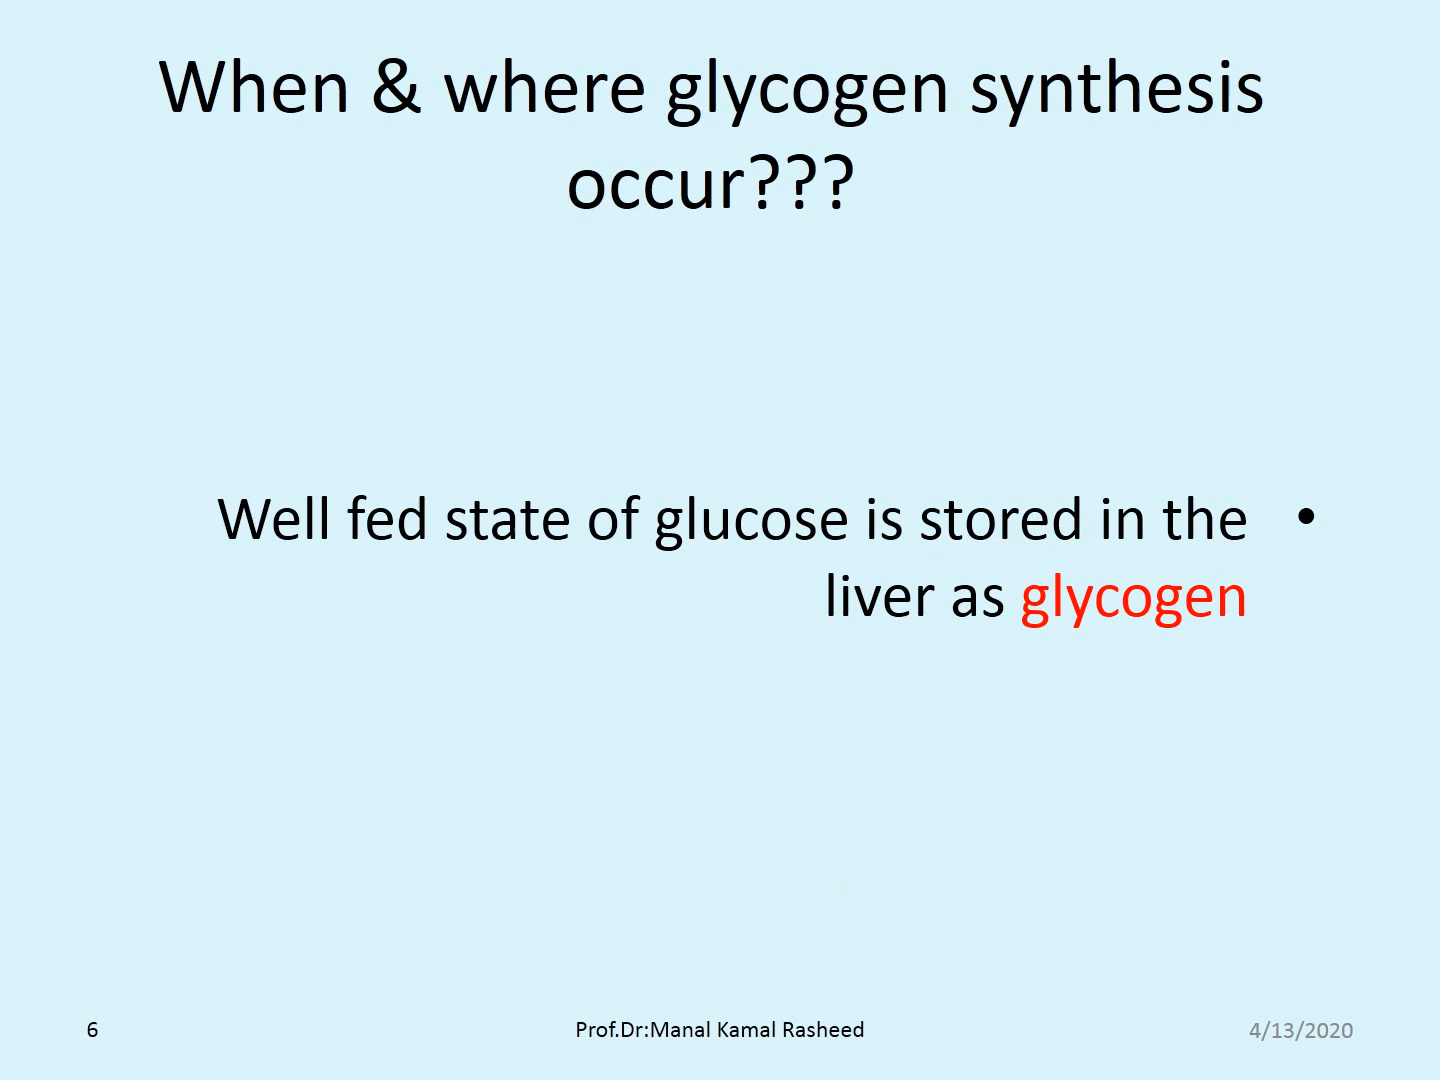 When & where glycogen synthesis
occur???
• Well fed state of glucose is stored in the
liver as glycogen
6
Prof.Dr:Manal Kamal Rasheed
4/13/2020